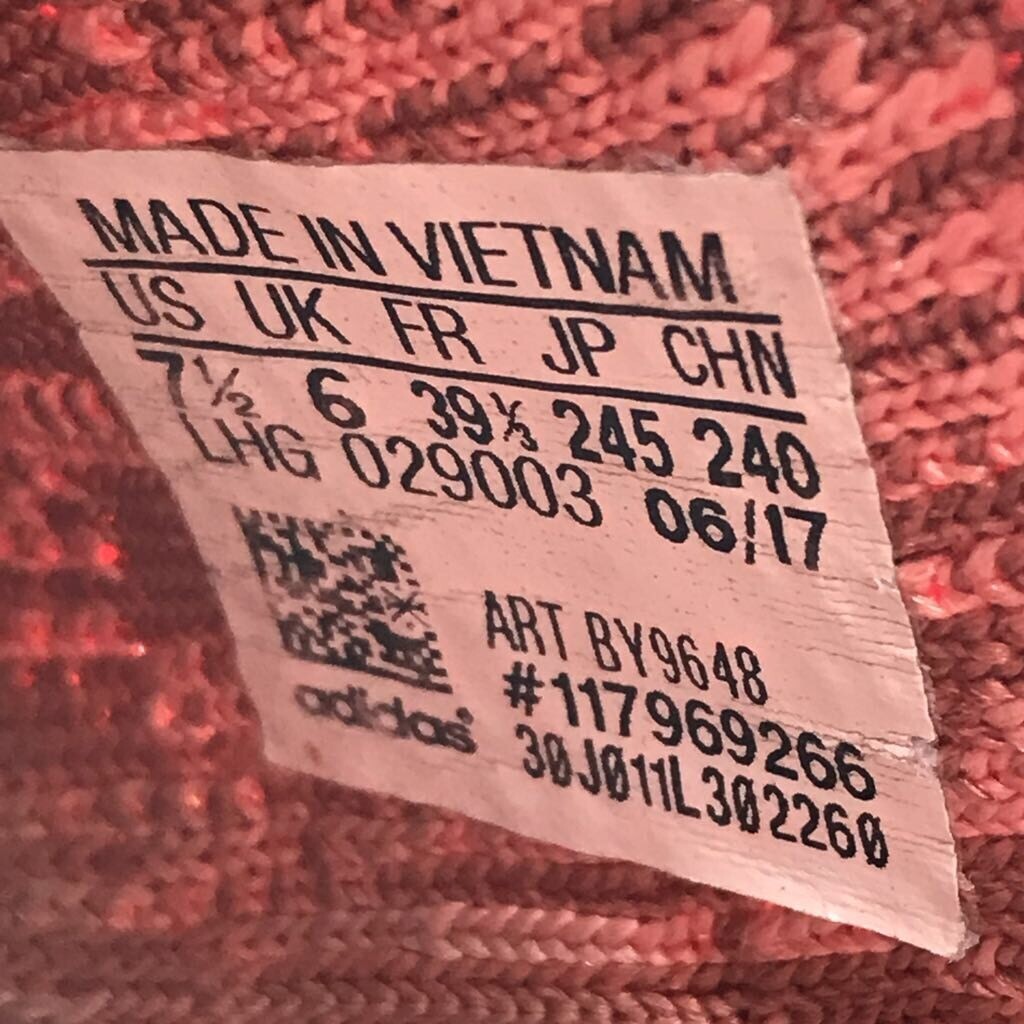 MADE IN VIETNAM
US UK FR JP CHN
7½ 6 39⅓ 245 240
LHG 029003 06/17
ART BY9648
#117969266
adidas
30J011L302260